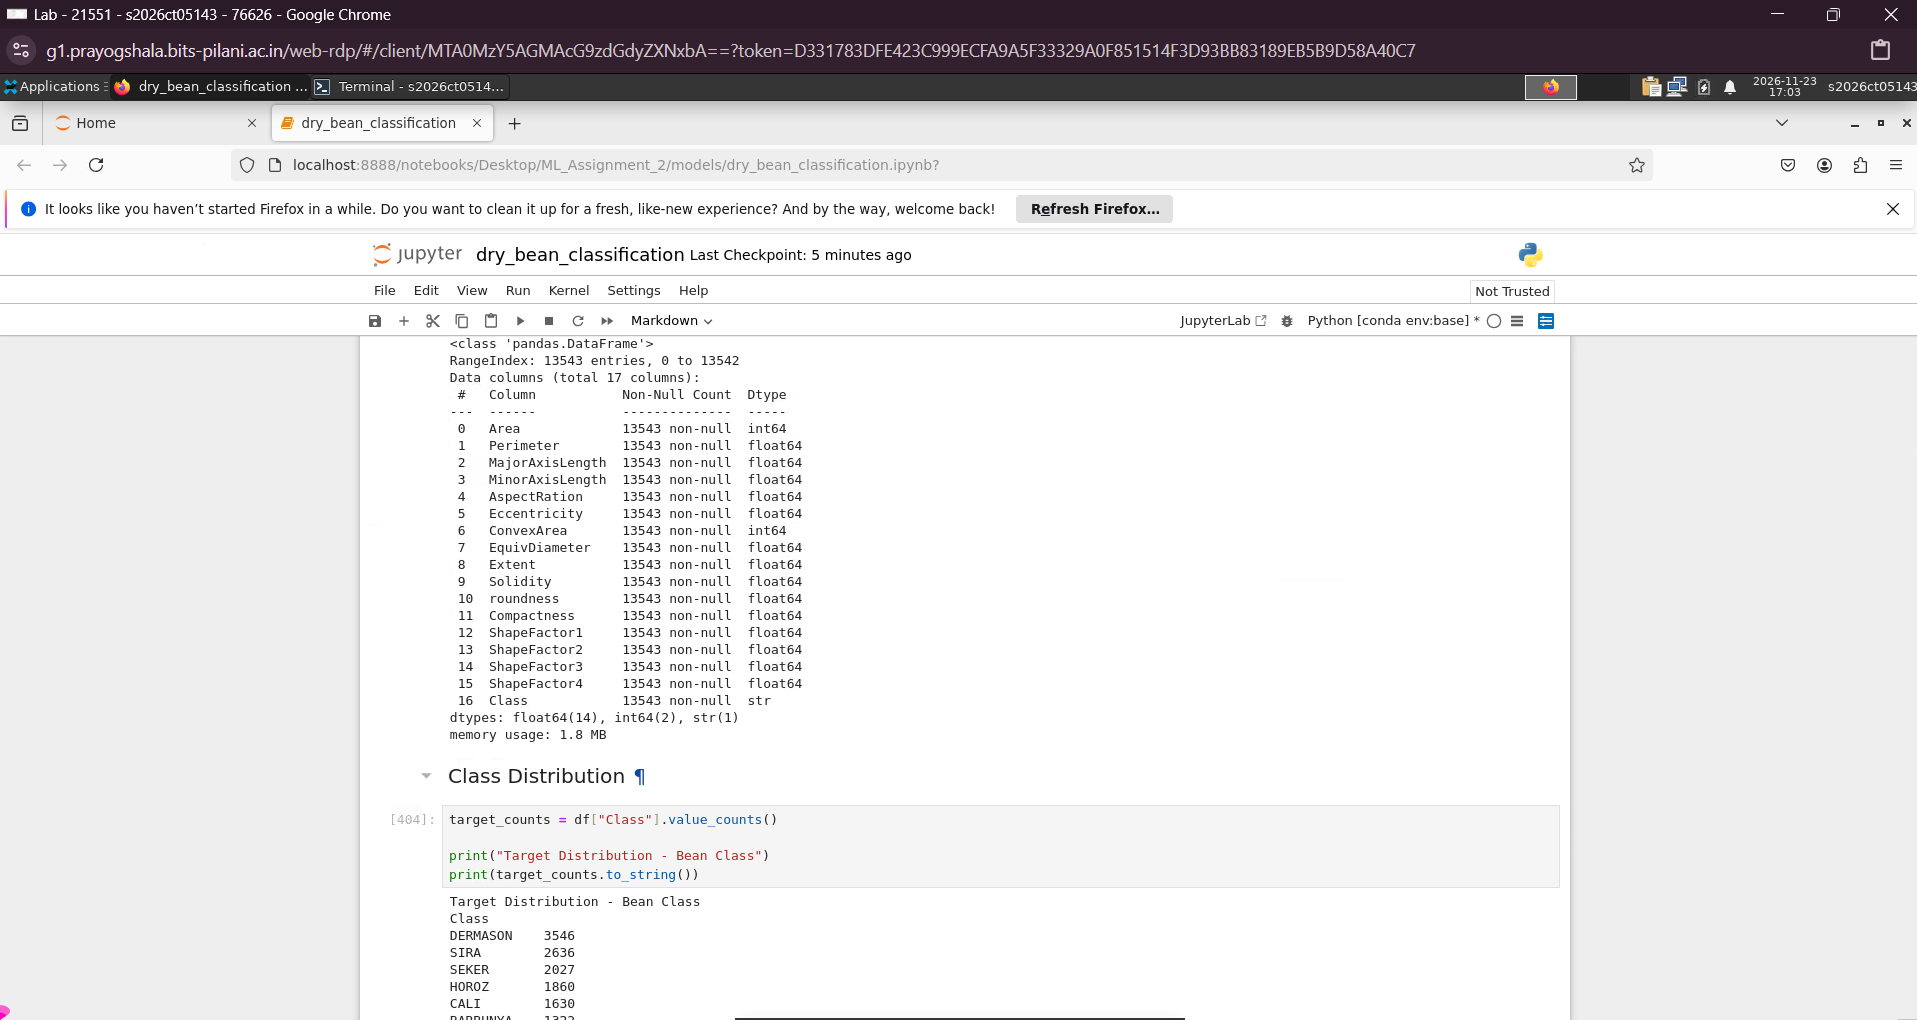 Lab - 21551 - s2026ct05143 - 76626 - Google Chrome
g1.prayogshala.bits-pilani.ac.in/web-rdp/#/client/MTA0MzY5AGMAcG9zdGdyZXNxbA==?token=D331783DFE423C999ECFA9A5F33329A0F851514F3D93BB83189EB5B9D58A40C7
Applications dry_bean_classification ... Terminal - s2026ct0514... 2026-11-23 s2026ct05143
17:03
Home dry_bean_classification
localhost:8888/notebooks/Desktop/ML_Assignment_2/models/dry_bean_classification.ipynb?
It looks like you haven’t started Firefox in a while. Do you want to clean it up for a fresh, like-new experience? And by the way, welcome back! Refresh Firefox…
jupyter dry_bean_classification Last Checkpoint: 5 minutes ago
File Edit View Run Kernel Settings Help Not Trusted
Markdown JupyterLab Python [conda env:base] *
<class 'pandas.DataFrame'>
RangeIndex: 13543 entries, 0 to 13542
Data columns (total 17 columns):
# Column Non-Null Count Dtype
--- ------ -------------- -----
0 Area 13543 non-null int64
1 Perimeter 13543 non-null float64
2 MajorAxisLength 13543 non-null float64
3 MinorAxisLength 13543 non-null float64
4 AspectRation 13543 non-null float64
5 Eccentricity 13543 non-null float64
6 ConvexArea 13543 non-null int64
7 EquivDiameter 13543 non-null float64
8 Extent 13543 non-null float64
9 Solidity 13543 non-null float64
10 roundness 13543 non-null float64
11 Compactness 13543 non-null float64
12 ShapeFactor1 13543 non-null float64
13 ShapeFactor2 13543 non-null float64
14 ShapeFactor3 13543 non-null float64
15 ShapeFactor4 13543 non-null float64
16 Class 13543 non-null str
dtypes: float64(14), int64(2), str(1)
memory usage: 1.8 MB
Class Distribution ¶
[404]: target_counts = df["Class"].value_counts()
print("Target Distribution - Bean Class")
print(target_counts.to_string())
Target Distribution - Bean Class
Class
DERMASON 3546
SIRA 2636
SEKER 2027
HOROZ 1860
CALI 1630
BARBUNYA 1322